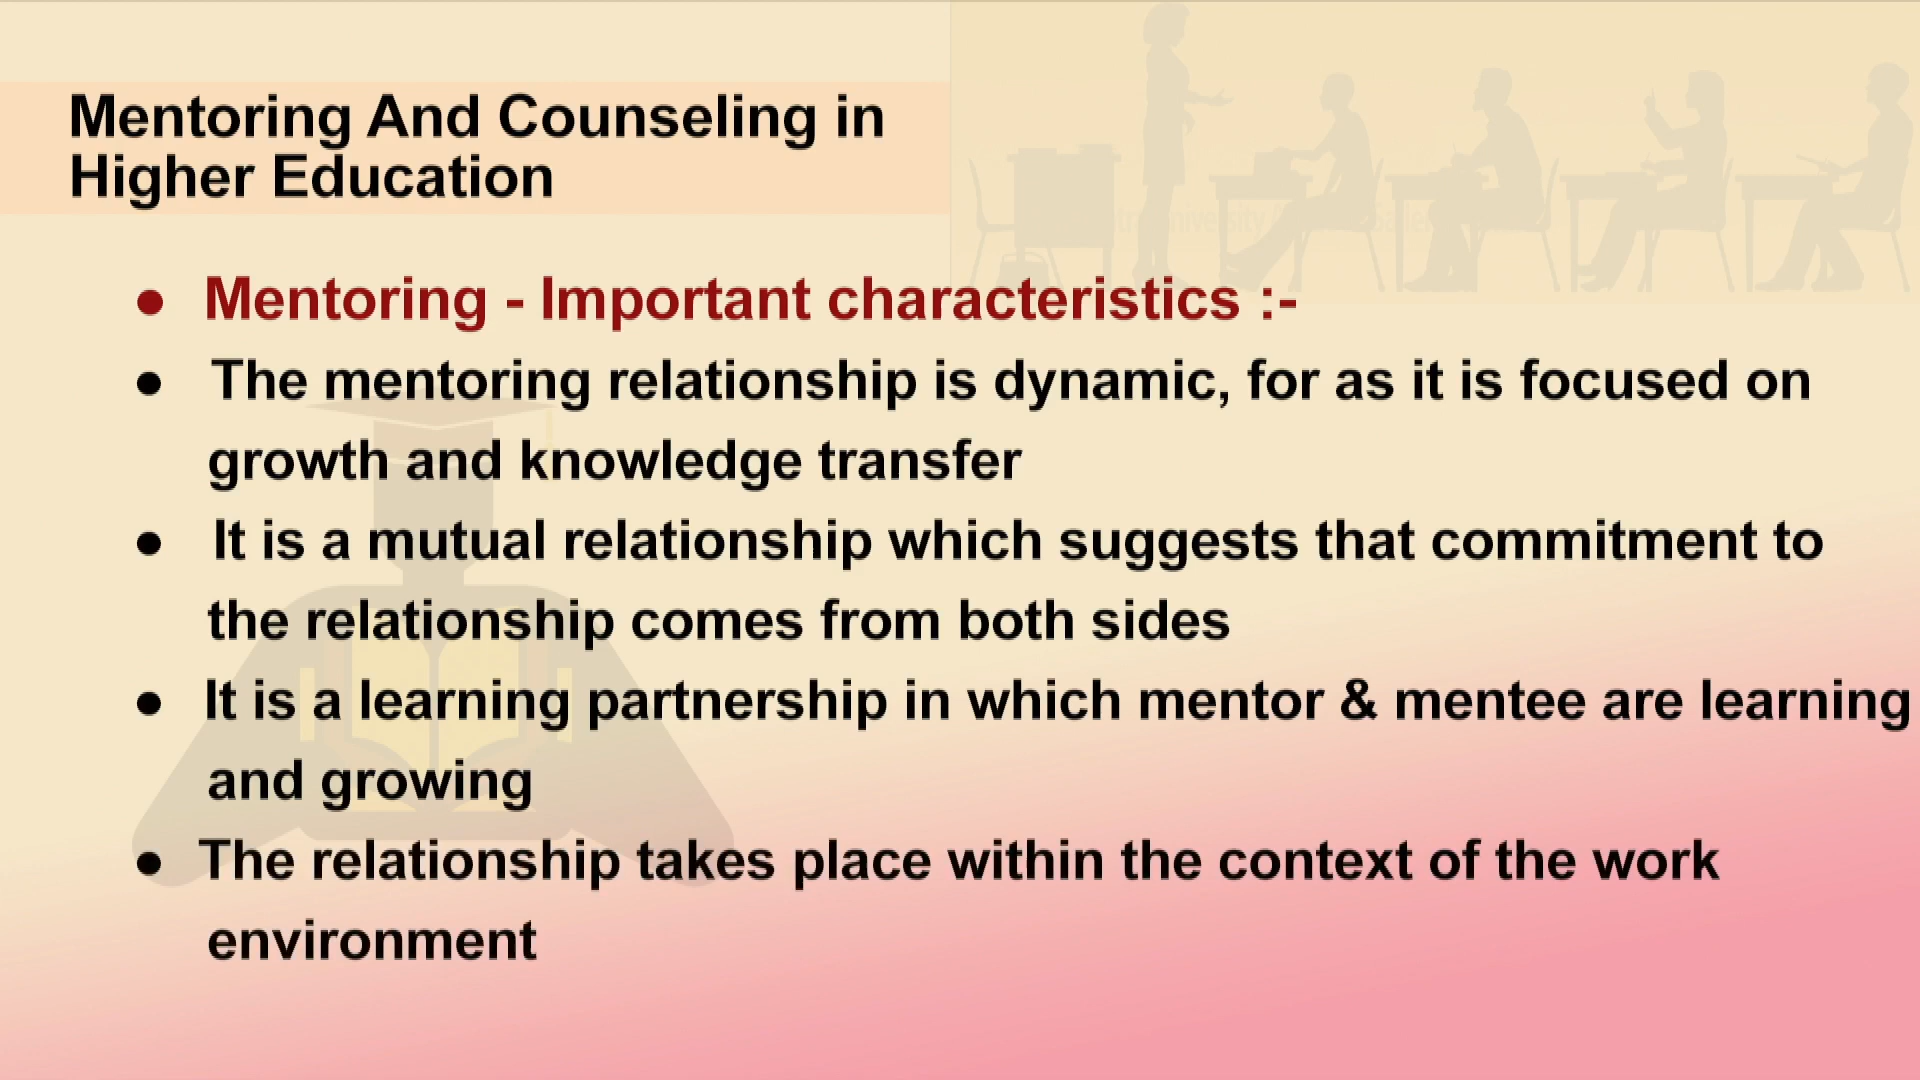 Mentoring And Counseling in
Higher Education
● Mentoring - Important characteristics :-
● The mentoring relationship is dynamic, for as it is focused on
growth and knowledge transfer
● It is a mutual relationship which suggests that commitment to
the relationship comes from both sides
● It is a learning partnership in which mentor & mentee are learning
and growing
● The relationship takes place within the context of the work
environment